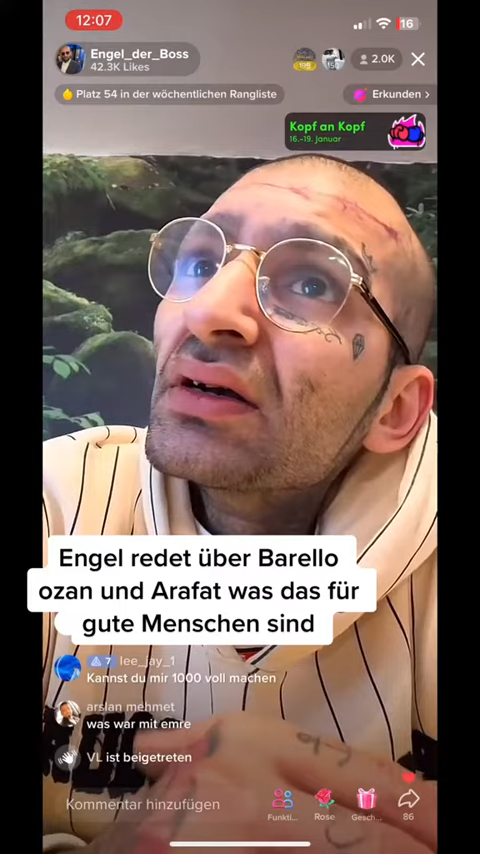 12:07
16
Engel_der_Boss
42.3K Likes
2.0K
Platz 54 in der wöchentlichen Rangliste
Erkunden >
Kopf an Kopf
16.-19. Januar
Engel redet über Barello
ozan und Arafat was das für
gute Menschen sind
7 lee_jay_1
Kannst du mir 1000 voll machen
arslan mehmet
was war mit emre
VL ist beigetreten
Kommentar hinzufügen
Funkti...
Rose
Gesch...
86